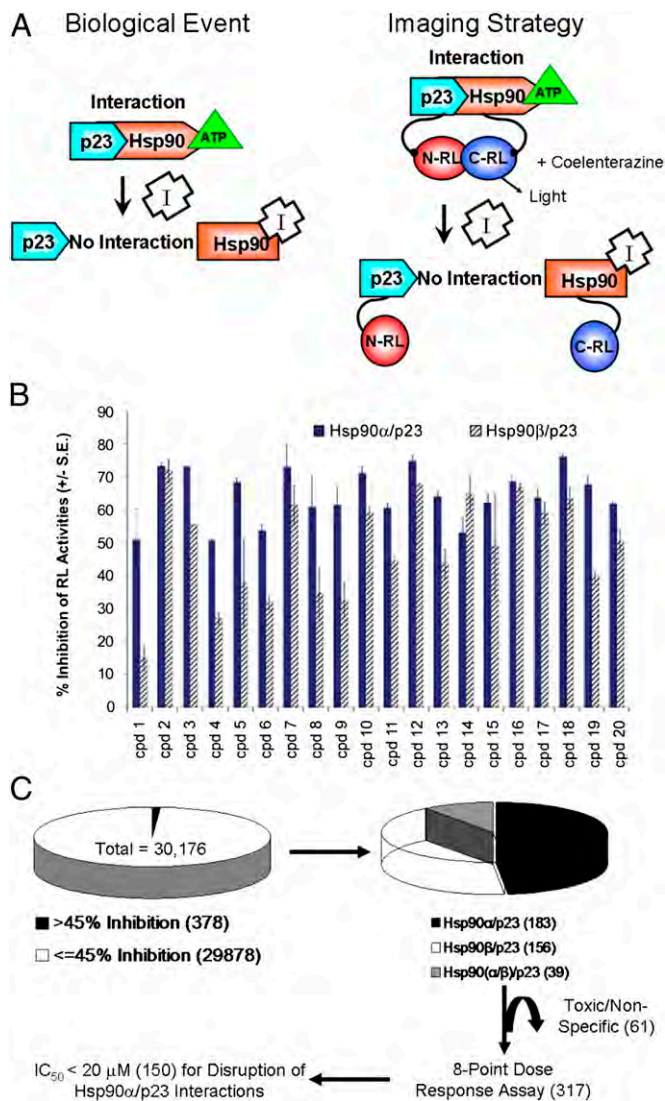 A
Biological Event
Imaging Strategy
Interaction
p23
Hsp90
ATP
I
p23
No Interaction
Hsp90
I
Interaction
p23
Hsp90
ATP
N-RL
C-RL
+ Coelenterazine
Light
I
p23
No Interaction
Hsp90
I
N-RL
C-RL
B
% Inhibition of RL Activities (+/- S.E.)
90
80
70
60
50
40
30
20
10
0
Hsp90α/p23
Hsp90β/p23
cpd 1
cpd 2
cpd 3
cpd 4
cpd 5
cpd 6
cpd 7
cpd 8
cpd 9
cpd 10
cpd 11
cpd 12
cpd 13
cpd 14
cpd 15
cpd 16
cpd 17
cpd 18
cpd 19
cpd 20
C
Total = 30,176
>45% Inhibition (378)
<=45% Inhibition (29878)
Hsp90α/p23 (183)
Hsp90β/p23 (156)
Hsp90(α/β)/p23 (39)
Toxic/Non-
Specific (61)
8-Point Dose
Response Assay (317)
IC50 < 20 μM (150) for Disruption of
Hsp90α/p23 Interactions